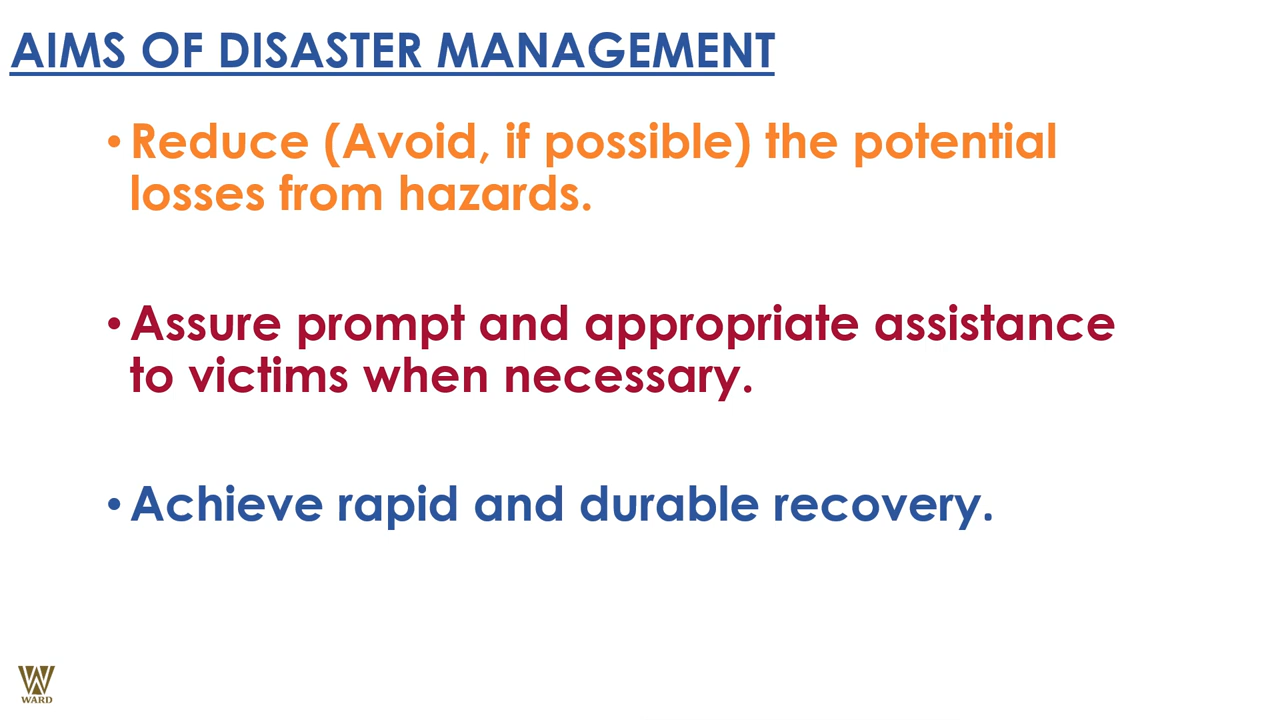 AIMS OF DISASTER MANAGEMENT
• Reduce (Avoid, if possible) the potential
losses from hazards.
• Assure prompt and appropriate assistance
to victims when necessary.
• Achieve rapid and durable recovery.
WARD